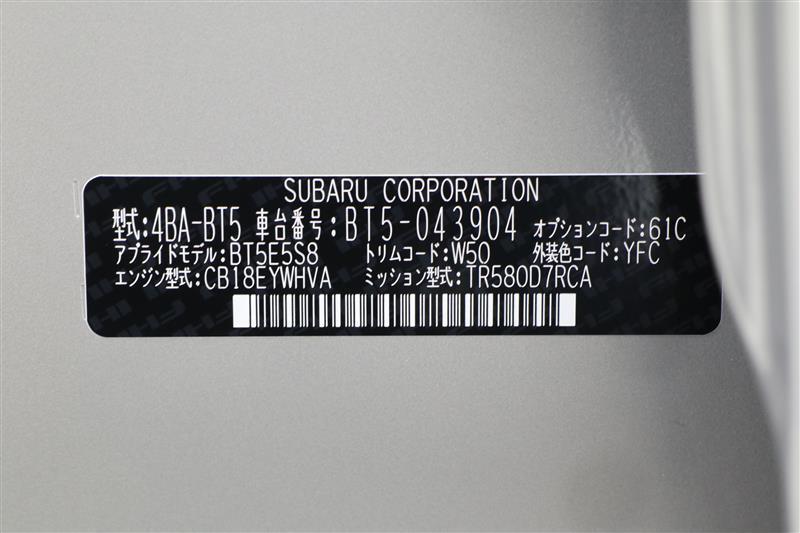 SUBARU CORPORATION
型式:4BA-BT5 車台番号:BT5-043904 オプションコード:61C
アプライドモデル:BT5E5S8 トリムコード:W50 外装色コード:YFC
エンジン型式:CB18EYWHVA ミッション型式:TR580D7RCA